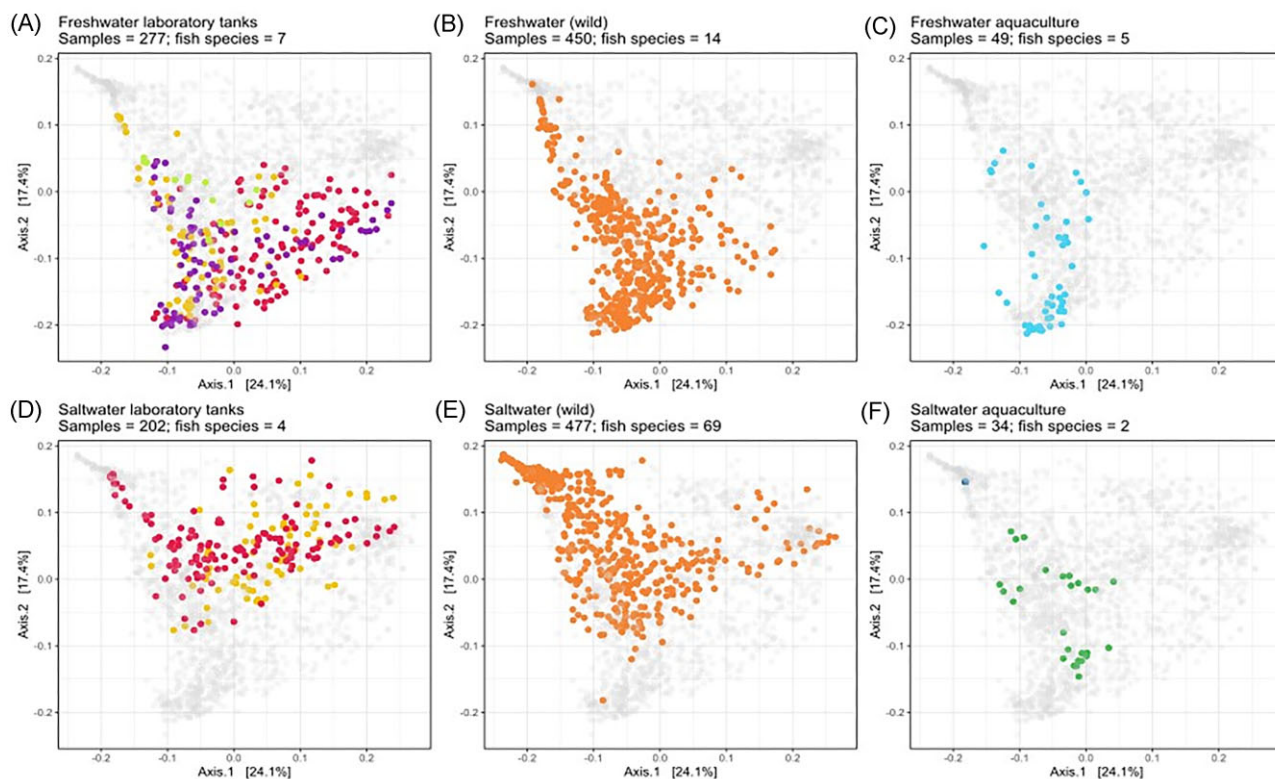 (A) Freshwater laboratory tanks
Samples = 277; fish species = 7
0.2
0.1
0.0
-0.1
-0.2
Axis.2 [17.4%]
-0.2 -0.1 0.0 0.1 0.2
Axis.1 [24.1%]
(B) Freshwater (wild)
Samples = 450; fish species = 14
0.2
0.1
0.0
-0.1
-0.2
Axis.2 [17.4%]
-0.2 -0.1 0.0 0.1 0.2
Axis.1 [24.1%]
(C) Freshwater aquaculture
Samples = 49; fish species = 5
0.2
0.1
0.0
-0.1
-0.2
Axis.2 [17.4%]
-0.2 -0.1 0.0 0.1 0.2
Axis.1 [24.1%]
(D) Saltwater laboratory tanks
Samples = 202; fish species = 4
0.2
0.1
0.0
-0.1
-0.2
Axis.2 [17.4%]
-0.2 -0.1 0.0 0.1 0.2
Axis.1 [24.1%]
(E) Saltwater (wild)
Samples = 477; fish species = 69
0.2
0.1
0.0
-0.1
-0.2
Axis.2 [17.4%]
-0.2 -0.1 0.0 0.1 0.2
Axis.1 [24.1%]
(F) Saltwater aquaculture
Samples = 34; fish species = 2
0.2
0.1
0.0
-0.1
-0.2
Axis.2 [17.4%]
-0.2 -0.1 0.0 0.1 0.2
Axis.1 [24.1%]